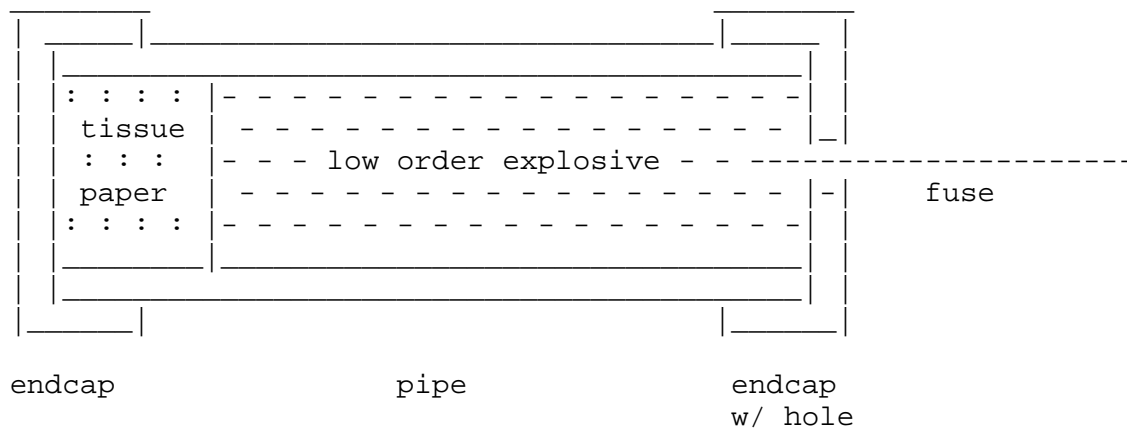 tissue
low order explosive
paper
fuse
endcap pipe endcap
w/ hole